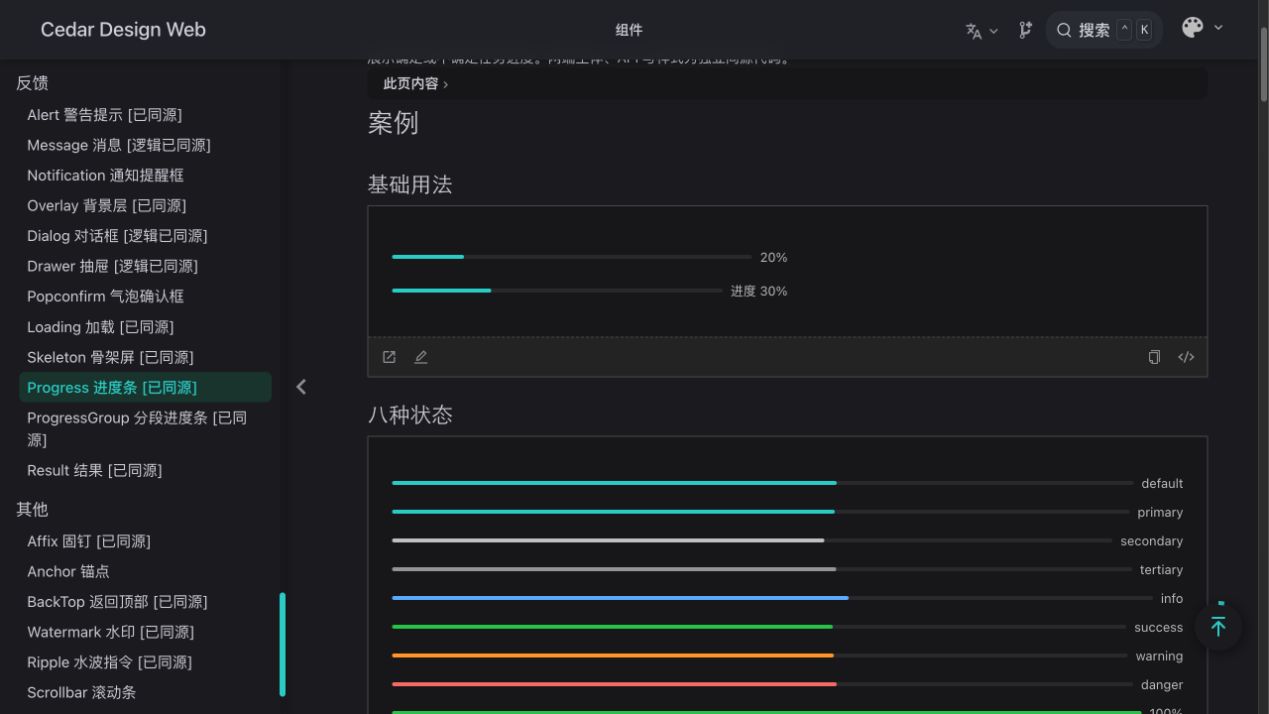 Cedar Design Web
组件
搜索 ^ K
反馈
Alert 警告提示 [已同源]
Message 消息 [逻辑已同源]
Notification 通知提醒框
Overlay 背景层 [已同源]
Dialog 对话框 [逻辑已同源]
Drawer 抽屉 [逻辑已同源]
Popconfirm 气泡确认框
Loading 加载 [已同源]
Skeleton 骨架屏 [已同源]
Progress 进度条 [已同源]
ProgressGroup 分段进度条 [已同
源]
Result 结果 [已同源]
其他
Affix 固钉 [已同源]
Anchor 锚点
BackTop 返回顶部 [已同源]
Watermark 水印 [已同源]
Ripple 水波指令 [已同源]
Scrollbar 滚动条
此页内容 ›
案例
基础用法
20%
进度 30%
八种状态
default
primary
secondary
tertiary
info
success
warning
danger
100%